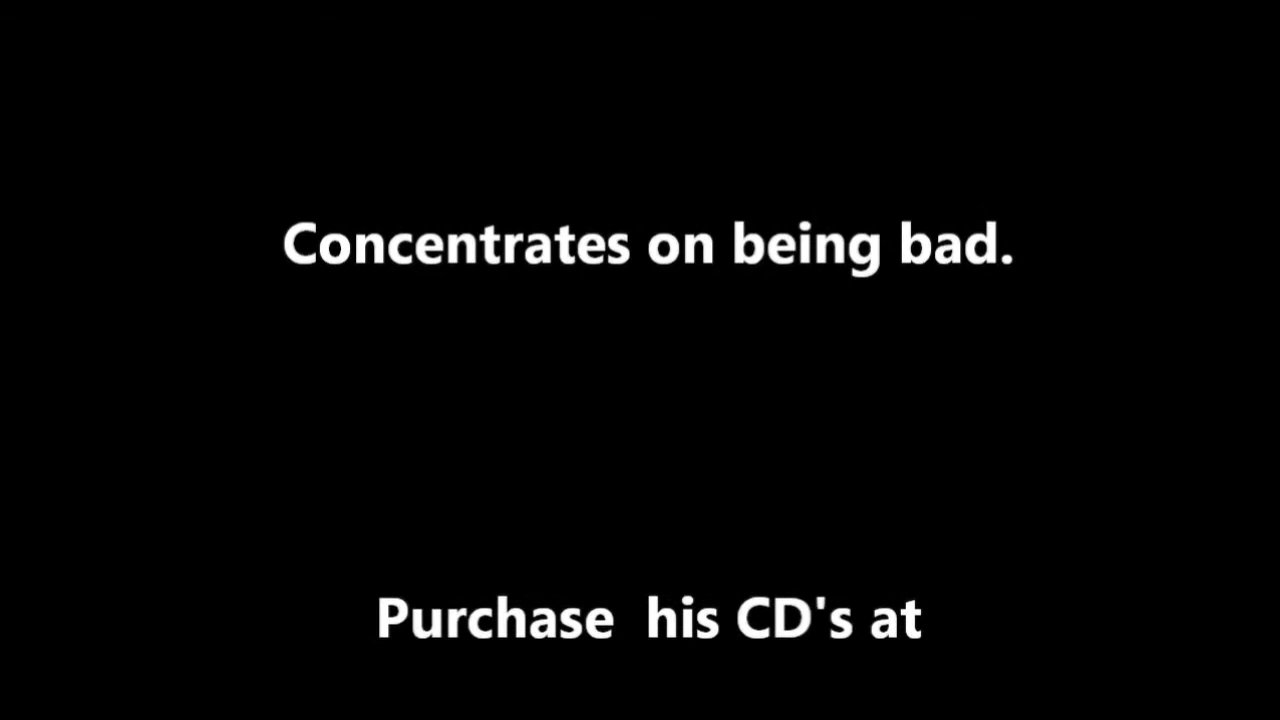 Concentrates on being bad.
Purchase  his CD's at